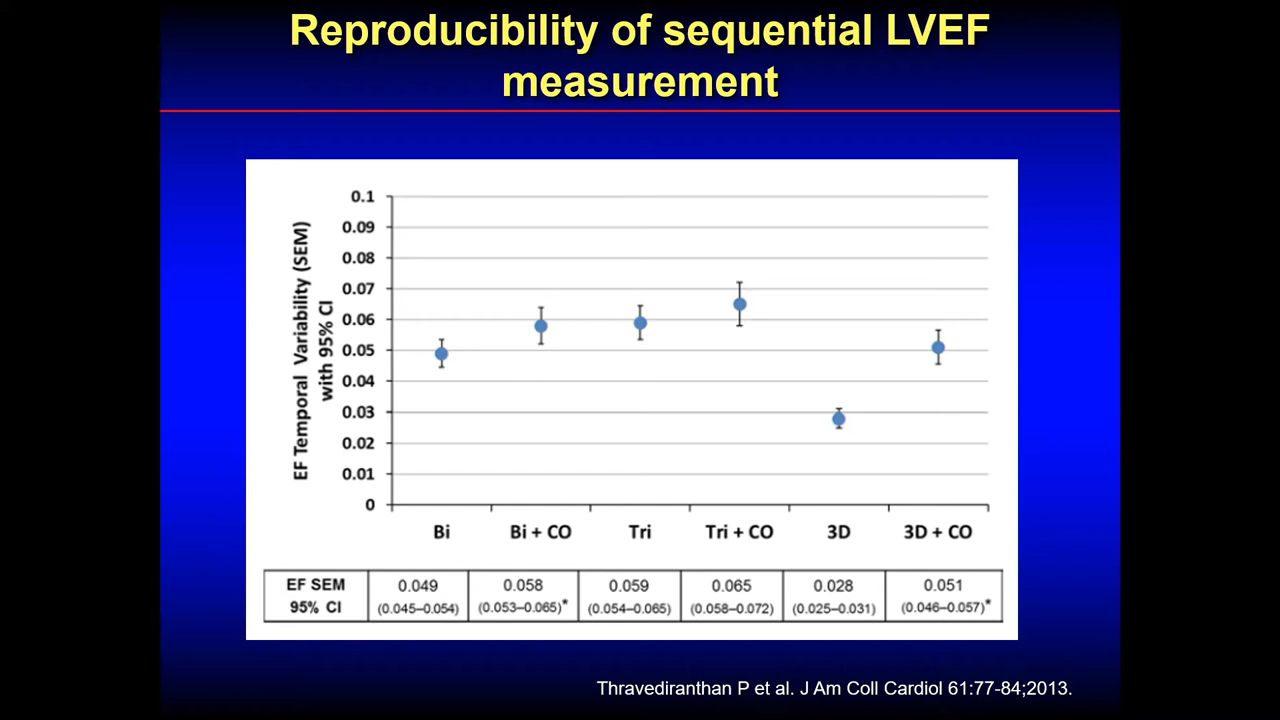 Reproducibility of sequential LVEF
measurement
EF Temporal Variability (SEM)
with 95% CI
0.1
0.09
0.08
0.07
0.06
0.05
0.04
0.03
0.02
0.01
0
Bi Bi + CO Tri Tri + CO 3D 3D + CO
EF SEM 0.049 0.058 0.059 0.065 0.028 0.051
95% CI (0.045–0.054) (0.053–0.065)* (0.054–0.065) (0.058–0.072) (0.025–0.031) (0.046–0.057)*
Thravediranthan P et al. J Am Coll Cardiol 61:77-84;2013.